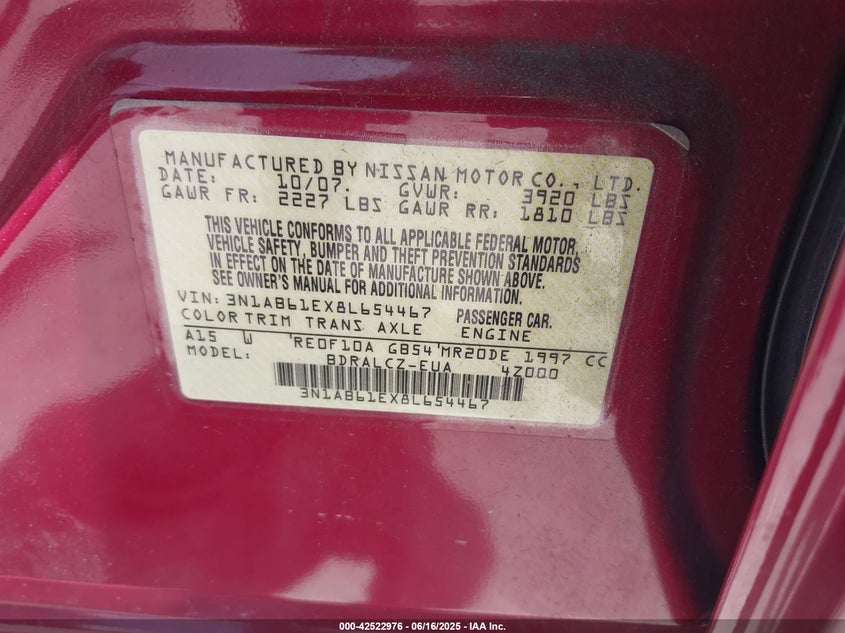 MANUFACTURED BY NISSAN MOTOR CO., LTD.
DATE: 10/07. GVWR: 3920 LBS
GAWR FR: 2227 LBS GAWR RR: 1810 LBS
THIS VEHICLE CONFORMS TO ALL APPLICABLE FEDERAL MOTOR
VEHICLE SAFETY, BUMPER AND THEFT PREVENTION STANDARDS
IN EFFECT ON THE DATE OF MANUFACTURE SHOWN ABOVE.
SEE OWNER'S MANUAL FOR ADDITIONAL INFORMATION.
VIN: 3N1AB61EX8L654467 PASSENGER CAR.
COLOR TRIM TRANS AXLE ENGINE
A15 W RE0F10A GB54 MR20DE 1997 CC
MODEL: BDRALCZ-EUA 4Z000
3N1AB61EX8L654467
000-42522976 - 06/16/2025 - IAA Inc.